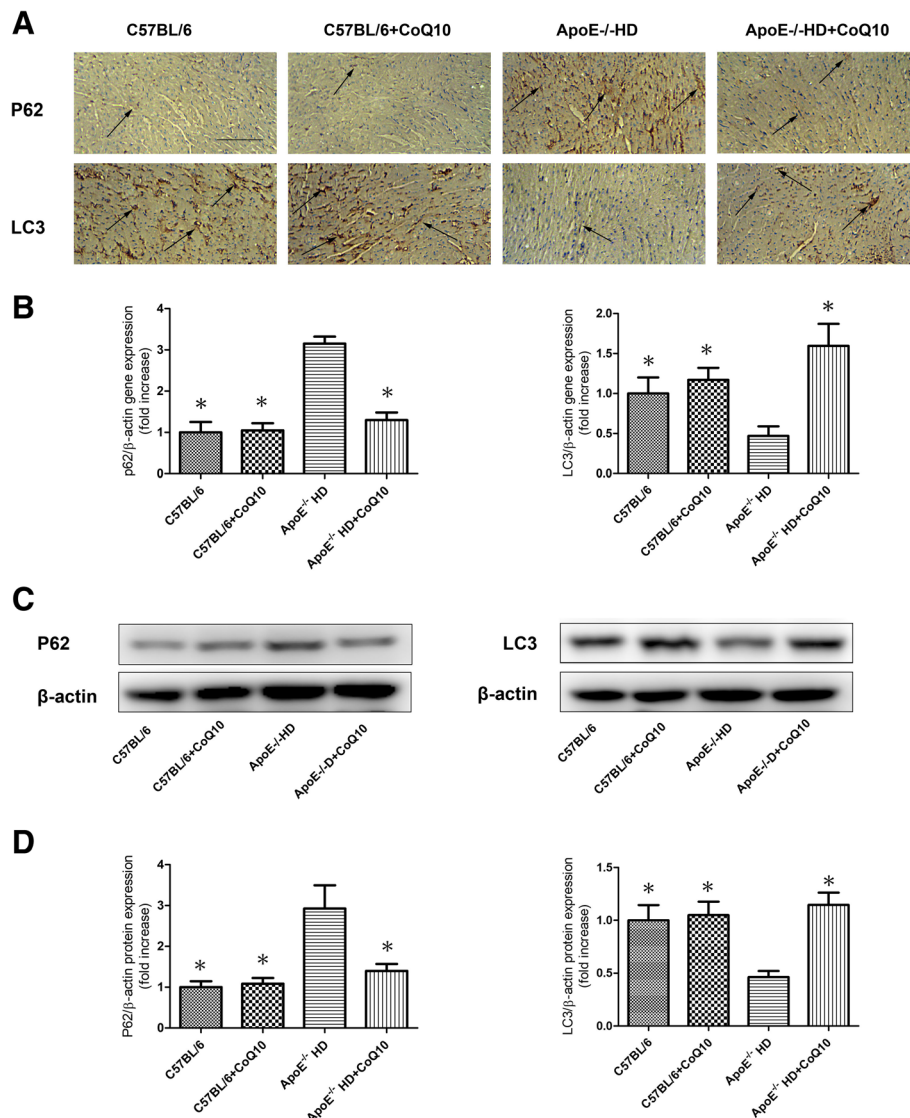 A
C57BL/6 C57BL/6+CoQ10 ApoE-/-HD ApoE-/-HD+CoQ10
P62
LC3
B
p62/β-actin gene expression
(fold increase)
4
3
2
1
0
*
*
*
C57BL/6
C57BL/6+CoQ10
ApoE-/- HD
ApoE-/- HD+CoQ10
LC3/β-actin gene expression
(fold increase)
2.0
1.5
1.0
0.5
0.0
*
*
*
C57BL/6
C57BL/6+CoQ10
ApoE-/- HD
ApoE-/- HD+CoQ10
C
P62
β-actin
C57BL/6
C57BL/6+CoQ10
ApoE-/-HD
ApoE-/-D+CoQ10
LC3
β-actin
C57BL/6
C57BL/6+CoQ10
ApoE-/-HD
ApoE-/-D+CoQ10
D
P62/β-actin protein expression
(fold increase)
4
3
2
1
0
*
*
*
C57BL/6
C57BL/6+CoQ10
ApoE-/- HD
ApoE-/- HD+CoQ10
LC3/β-actin protein expression
(fold increase)
1.5
1.0
0.5
0.0
*
*
*
C57BL/6
C57BL/6+CoQ10
ApoE-/- HD
ApoE-/- HD+CoQ10